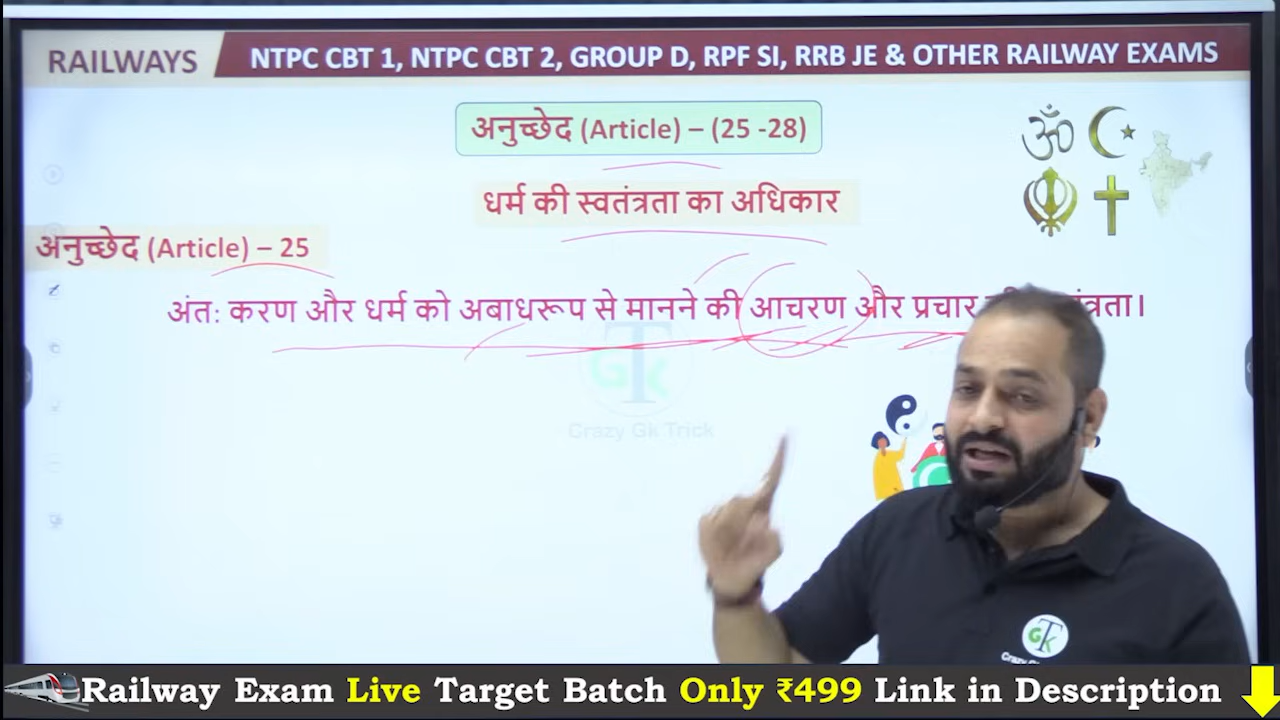 RAILWAYS
NTPC CBT 1, NTPC CBT 2, GROUP D, RPF SI, RRB JE & OTHER RAILWAY EXAMS
अनुच्छेद (Article) – (25 -28)
धर्म की स्वतंत्रता का अधिकार
अनुच्छेद (Article) – 25
अंत: करण और धर्म को अबाधरूप से मानने की आचरण और प्रचार
GTK
Crazy Gk Trick
GTK
Railway Exam Live Target Batch Only ₹499 Link in Description